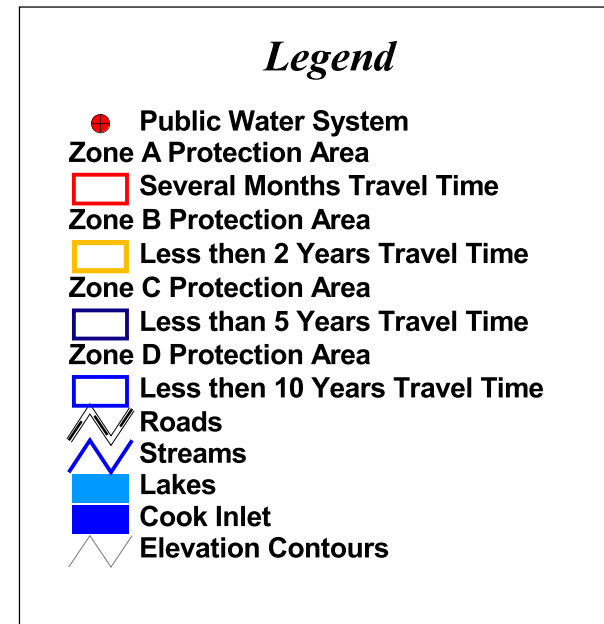 Legend
Public Water System
Zone A Protection Area
Several Months Travel Time
Zone B Protection Area
Less then 2 Years Travel Time
Zone C Protection Area
Less than 5 Years Travel Time
Zone D Protection Area
Less then 10 Years Travel Time
Roads
Streams
Lakes
Cook Inlet
Elevation Contours